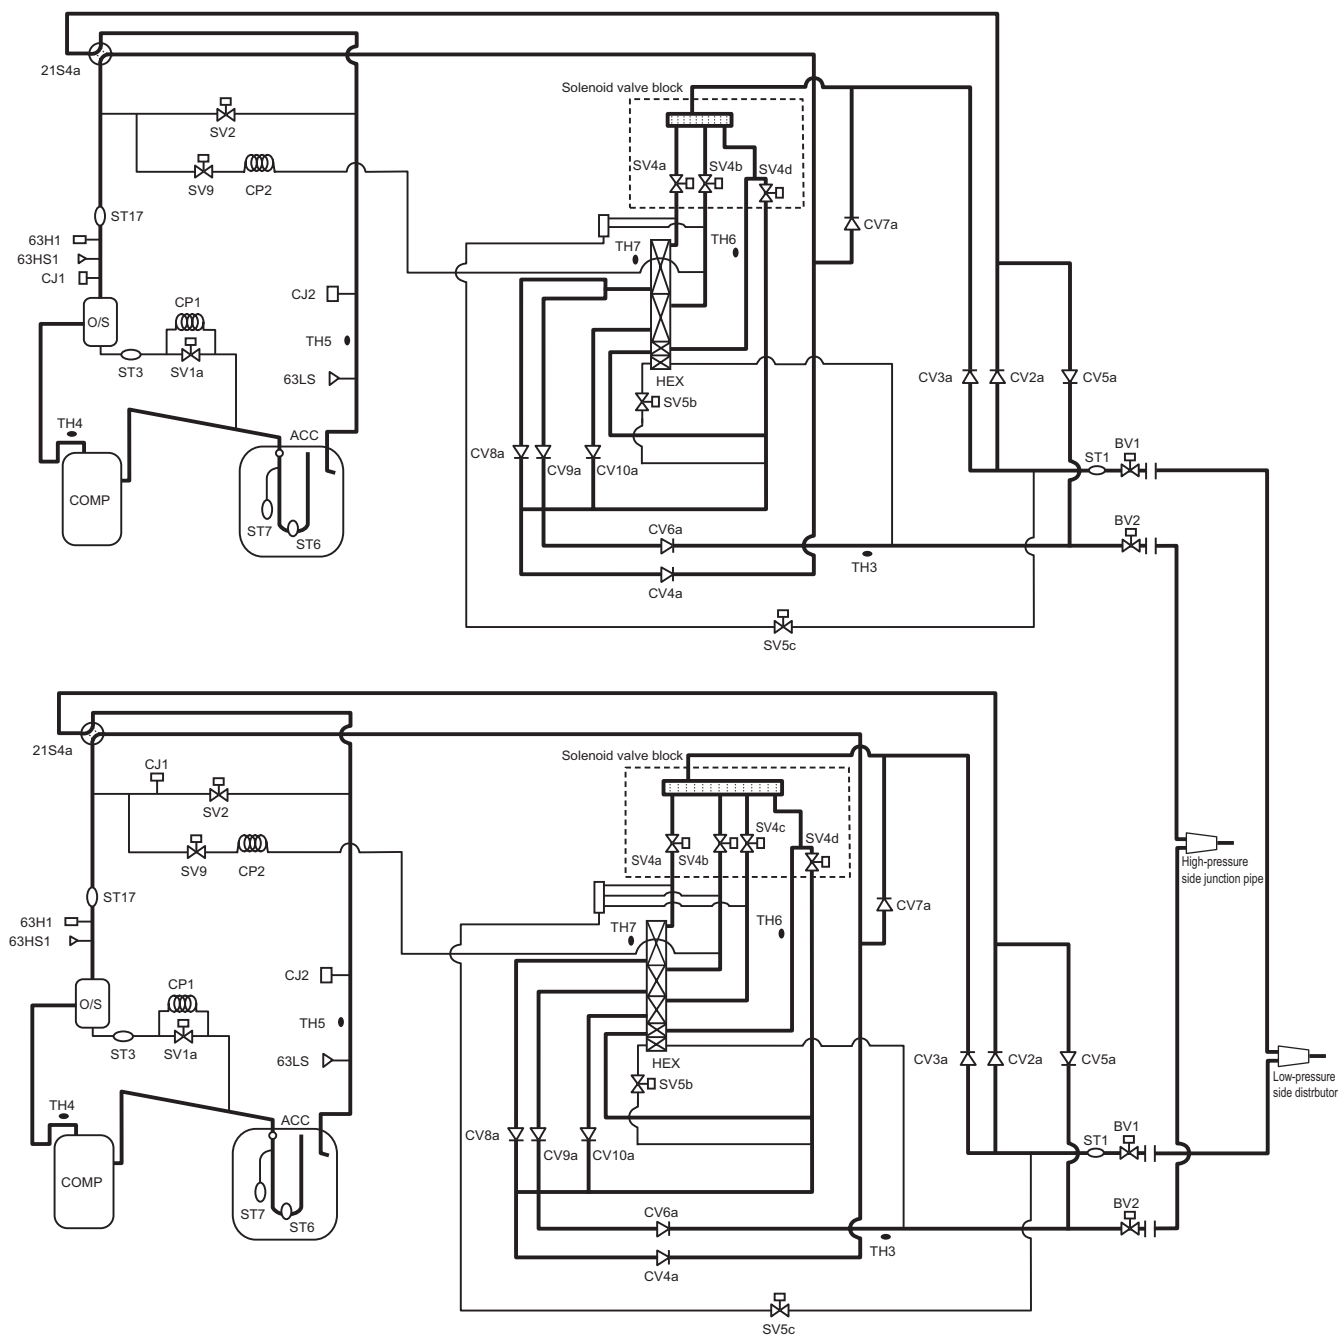 21S4a
Solenoid valve block
SV2
SV9
CP2
SV4a
SV4b
SV4d
ST17
63H1
63HS1
CJ1
TH7
TH6
CV7a
O/S
CP1
CJ2
ST3
SV1a
TH5
63LS
HEX
SV5b
CV3a
CV2a
CV5a
TH4
ACC
COMP
ST7
ST6
CV8a
CV9a
CV10a
ST1
BV1
BV2
CV6a
CV4a
TH3
SV5c
21S4a
CJ1
SV2
SV9
CP2
Solenoid valve block
SV4a
SV4b
SV4c
SV4d
High-pressure
side junction pipe
ST17
63H1
63HS1
TH7
TH6
CV7a
O/S
CP1
CJ2
ST3
SV1a
TH5
63LS
HEX
SV5b
CV3a
CV2a
CV5a
Low-pressure
side distrbutor
TH4
ACC
COMP
ST7
ST6
CV8a
CV9a
CV10a
ST1
BV1
BV2
CV6a
CV4a
TH3
SV5c